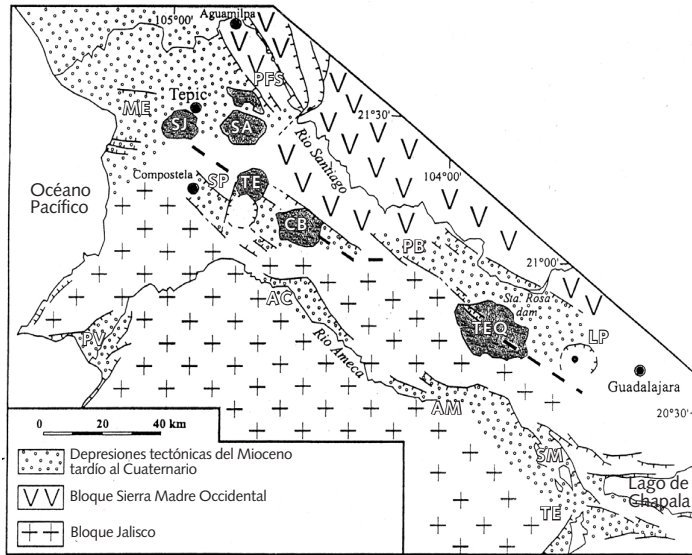 105°00'
Aguamilpa
PFS
21°30'
ME
Tepic
SJ
SA
Río Santiago
104°00'
Compostela
SP
TE
Océano
Pacífico
CB
PB
21°00'
AC
Sta. Rosa
dam
TEQ
LP
PV
Río Ameca
Guadalajara
AM
20°30'
SM
Lago de
Chapala
TE
0 20 40 km
Depresiones tectónicas del Mioceno
tardío al Cuaternario
Bloque Sierra Madre Occidental
Bloque Jalisco